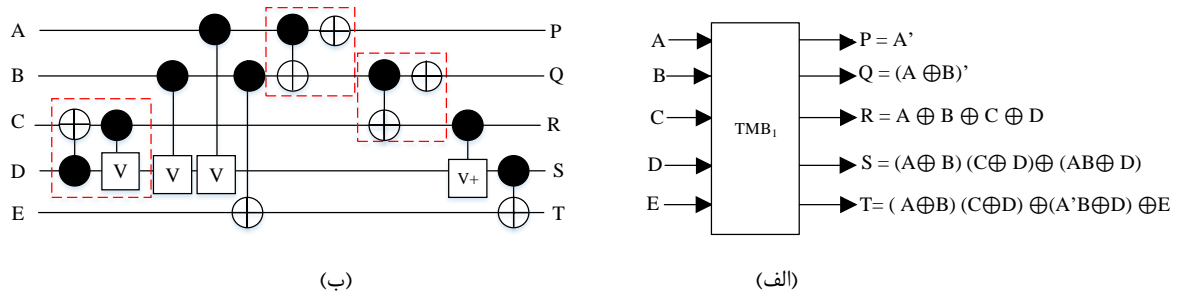 A P
B Q
C R
D V V V V+ S
E T
(ب)
A P = A’
B Q = (A ⊕B)’
C R = A ⊕ B ⊕ C ⊕ D
TMB₁
D S = (A⊕ B) (C⊕ D)⊕ (AB⊕ D)
E T= ( A⊕B) (C⊕D) ⊕(A’B⊕D) ⊕E
(الف)